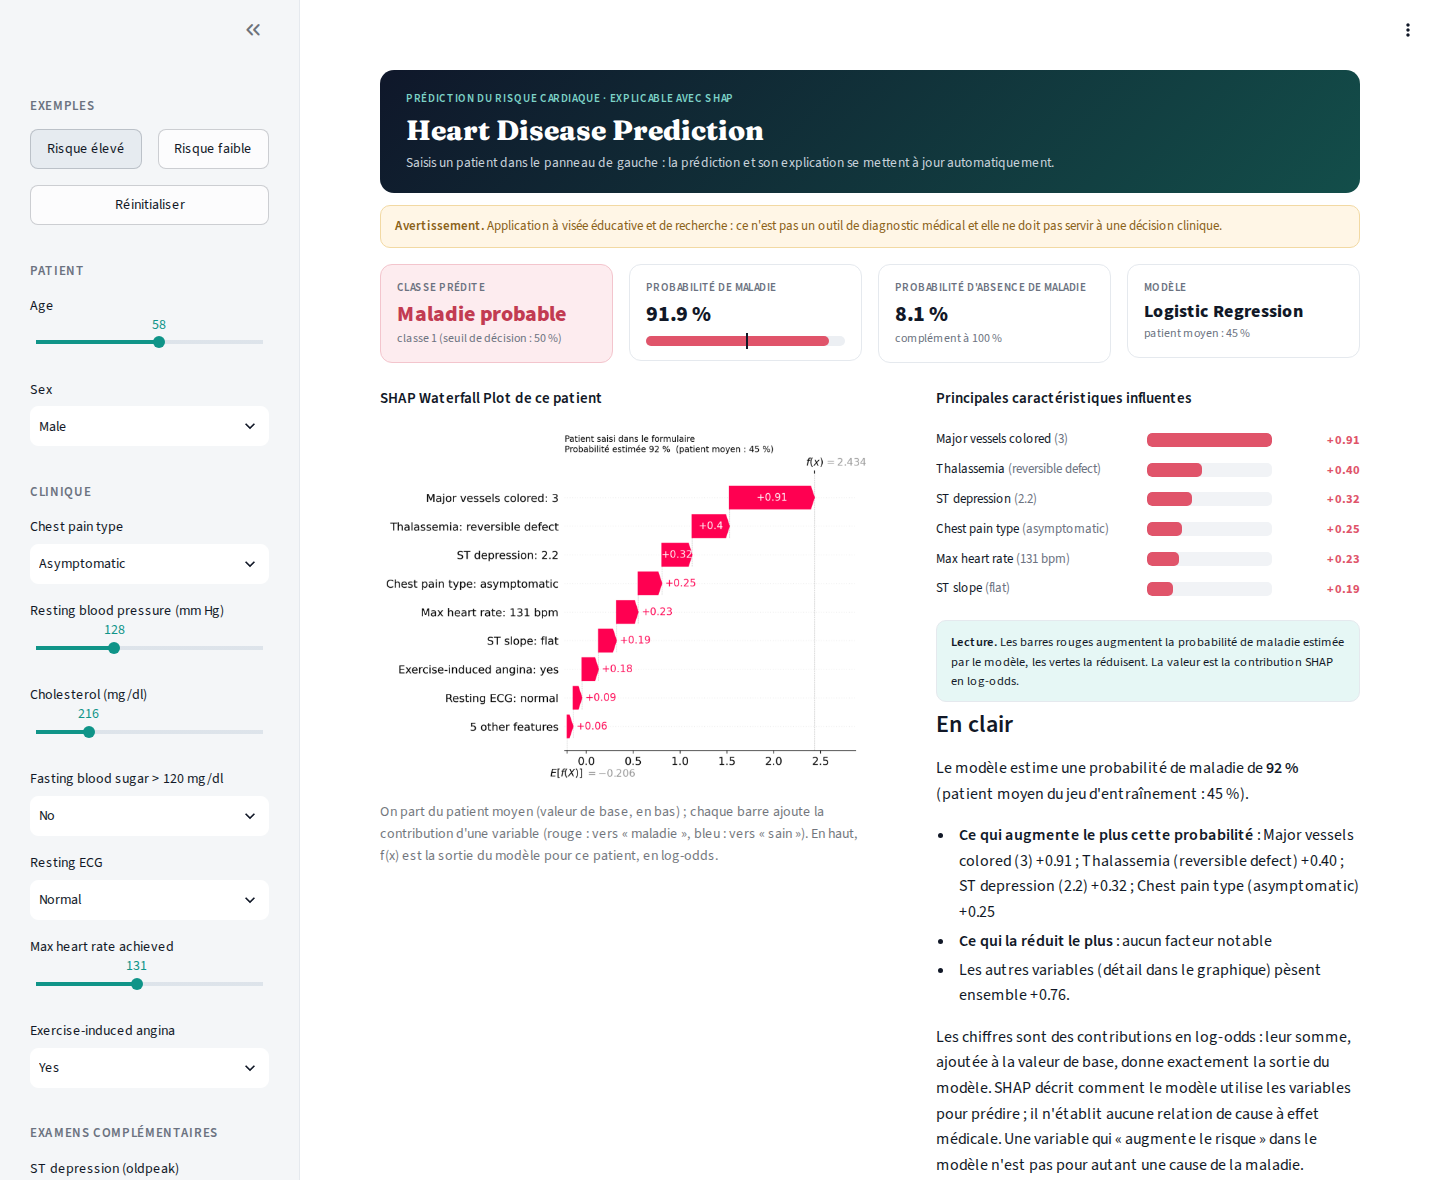 EXEMPLES
Risque élevé
Risque faible
Réinitialiser
PATIENT
Age
58
Sex
Male
CLINIQUE
Chest pain type
Asymptomatic
Resting blood pressure (mm Hg)
128
Cholesterol (mg/dl)
216
Fasting blood sugar > 120 mg/dl
No
Resting ECG
Normal
Max heart rate achieved
131
Exercise-induced angina
Yes
EXAMENS COMPLÉMENTAIRES
ST depression (oldpeak)
PRÉDICTION DU RISQUE CARDIAQUE · EXPLICABLE AVEC SHAP
Heart Disease Prediction
Saisis un patient dans le panneau de gauche : la prédiction et son explication se mettent à jour automatiquement.
Avertissement. Application à visée éducative et de recherche : ce n'est pas un outil de diagnostic médical et elle ne doit pas servir à une décision clinique.
CLASSE PRÉDITE
Maladie probable
classe 1 (seuil de décision : 50 %)
PROBABILITÉ DE MALADIE
91.9 %
PROBABILITÉ D'ABSENCE DE MALADIE
8.1 %
complément à 100 %
MODÈLE
Logistic Regression
patient moyen : 45 %
SHAP Waterfall Plot de ce patient
Patient saisi dans le formulaire
Probabilité estimée 92 % (patient moyen : 45 %)
f(x) = 2.434
Major vessels colored: 3
+0.91
Thalassemia: reversible defect
+0.4
ST depression: 2.2
+0.32
Chest pain type: asymptomatic
+0.25
Max heart rate: 131 bpm
+0.23
ST slope: flat
+0.19
Exercise-induced angina: yes
+0.18
Resting ECG: normal
+0.09
5 other features
+0.06
0.0 0.5 1.0 1.5 2.0 2.5
E[f(X)] = −0.206
On part du patient moyen (valeur de base, en bas) ; chaque barre ajoute la
contribution d'une variable (rouge : vers « maladie », bleu : vers « sain »). En haut,
f(x) est la sortie du modèle pour ce patient, en log-odds.
Principales caractéristiques influentes
Major vessels colored (3) +0.91
Thalassemia (reversible defect) +0.40
ST depression (2.2) +0.32
Chest pain type (asymptomatic) +0.25
Max heart rate (131 bpm) +0.23
ST slope (flat) +0.19
Lecture. Les barres rouges augmentent la probabilité de maladie estimée
par le modèle, les vertes la réduisent. La valeur est la contribution SHAP
en log-odds.
En clair
Le modèle estime une probabilité de maladie de 92 %
(patient moyen du jeu d'entraînement : 45 %).
• Ce qui augmente le plus cette probabilité : Major vessels
colored (3) +0.91 ; Thalassemia (reversible defect) +0.40 ;
ST depression (2.2) +0.32 ; Chest pain type (asymptomatic)
+0.25
• Ce qui la réduit le plus : aucun facteur notable
• Les autres variables (détail dans le graphique) pèsent
ensemble +0.76.
Les chiffres sont des contributions en log-odds : leur somme,
ajoutée à la valeur de base, donne exactement la sortie du
modèle. SHAP décrit comment le modèle utilise les variables
pour prédire ; il n'établit aucune relation de cause à effet
médicale. Une variable qui « augmente le risque » dans le
modèle n'est pas pour autant une cause de la maladie.